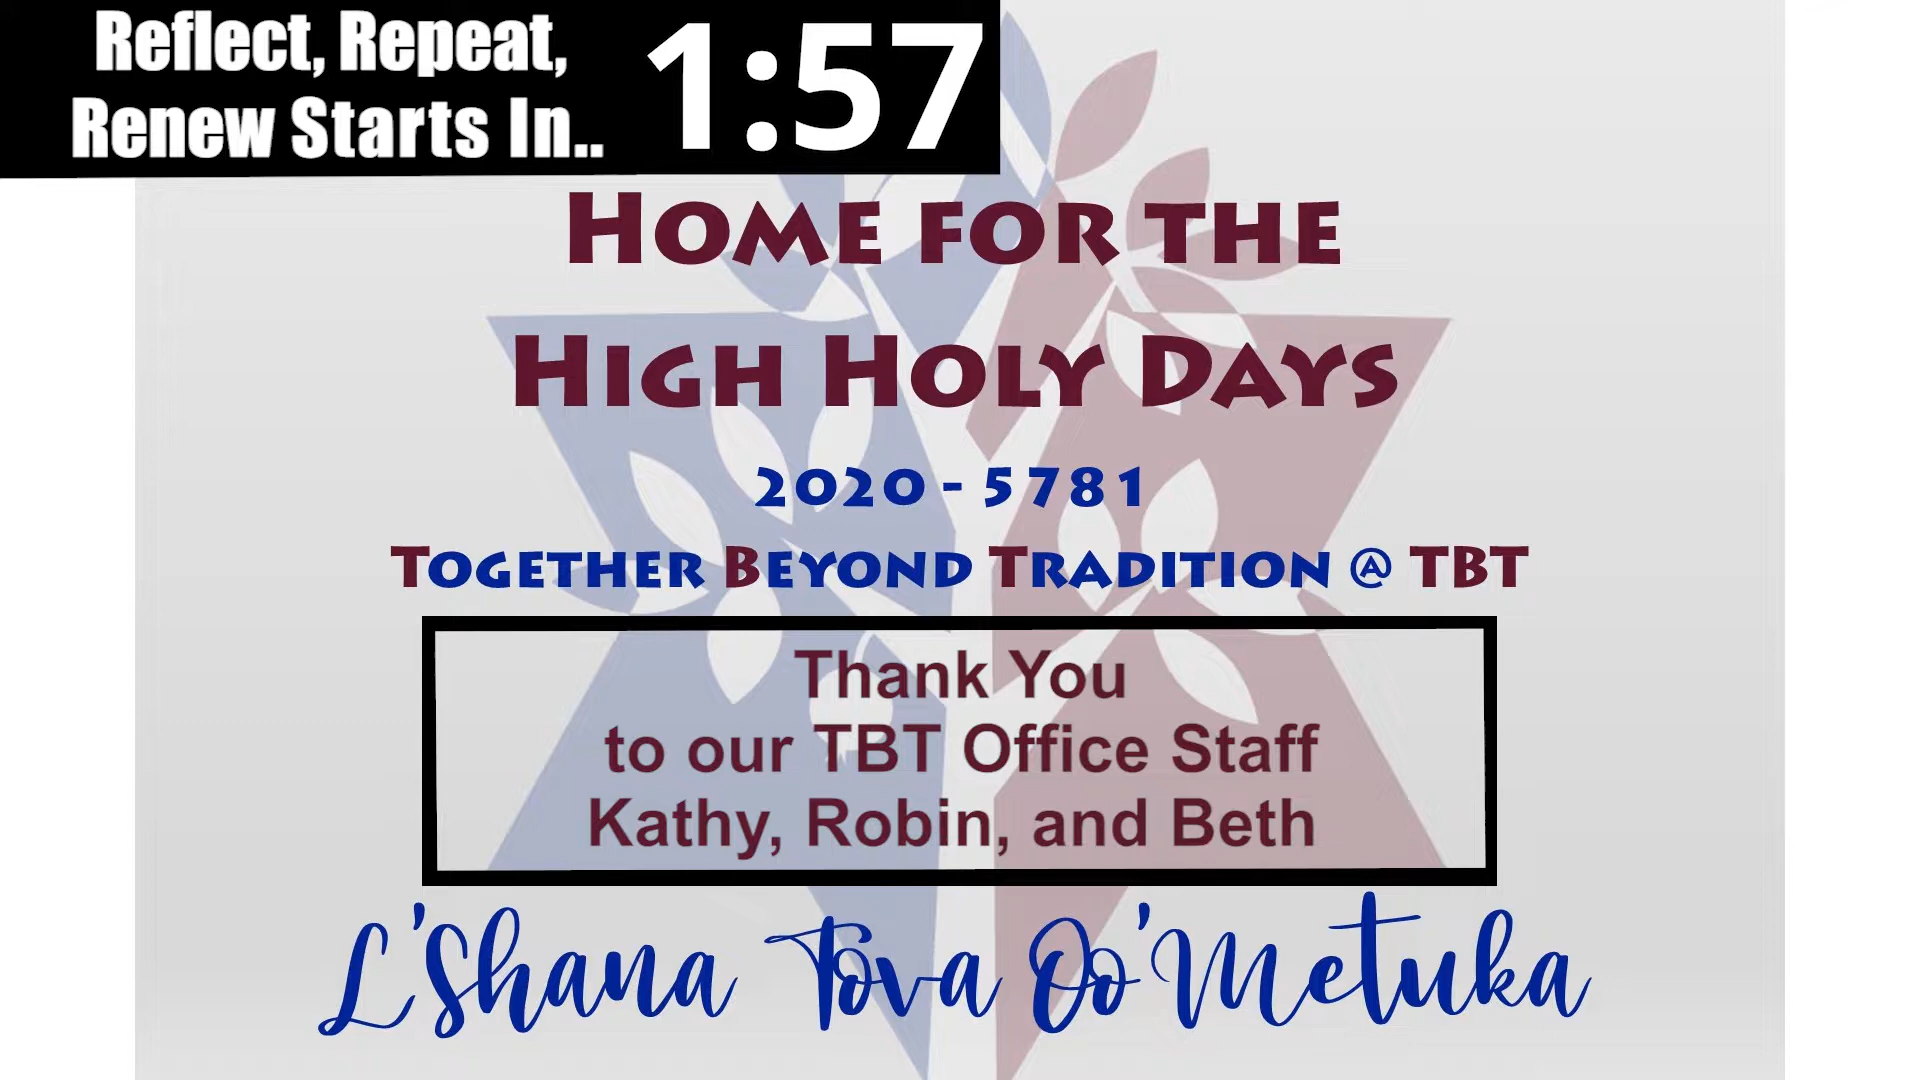 Reflect, Repeat,
Renew Starts In..
1:57
HOME FOR THE
HIGH HOLY DAYS
2020 - 5781
TOGETHER BEYOND TRADITION @ TBT
Thank You
to our TBT Office Staff
Kathy, Robin, and Beth
L'Shana Tova Oo'Metuka